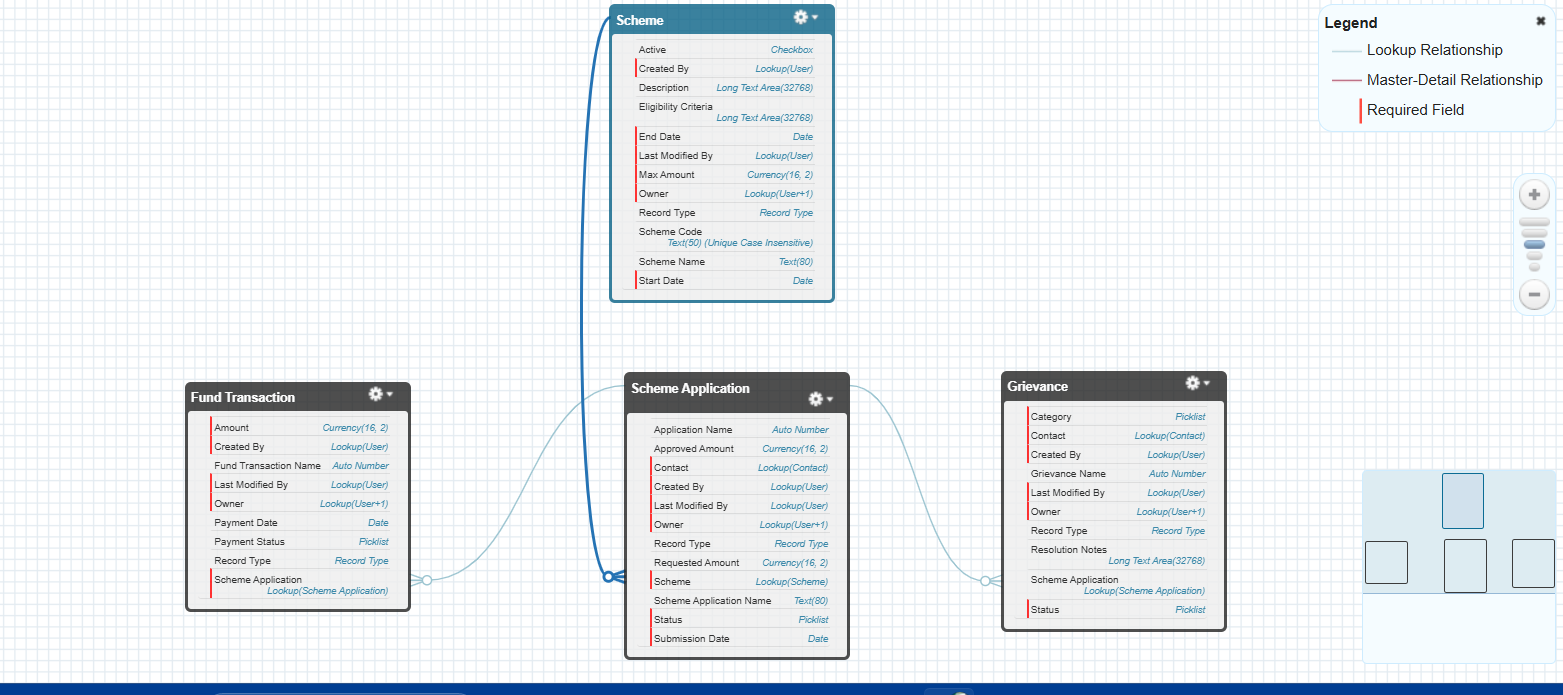 Scheme
Active Checkbox
Created By Lookup(User)
Description Long Text Area(32768)
Eligibility Criteria
Long Text Area(32768)
End Date Date
Last Modified By Lookup(User)
Max Amount Currency(16, 2)
Owner Lookup(User+1)
Record Type Record Type
Scheme Code
Text(50) (Unique Case Insensitive)
Scheme Name Text(80)
Start Date Date
Legend
Lookup Relationship
Master-Detail Relationship
Required Field
Fund Transaction
Amount Currency(16, 2)
Created By Lookup(User)
Fund Transaction Name Auto Number
Last Modified By Lookup(User)
Owner Lookup(User+1)
Payment Date Date
Payment Status Picklist
Record Type Record Type
Scheme Application
Lookup(Scheme Application)
Scheme Application
Application Name Auto Number
Approved Amount Currency(16, 2)
Contact Lookup(Contact)
Created By Lookup(User)
Last Modified By Lookup(User)
Owner Lookup(User+1)
Record Type Record Type
Requested Amount Currency(16, 2)
Scheme Lookup(Scheme)
Scheme Application Name Text(80)
Status Picklist
Submission Date Date
Grievance
Category Picklist
Contact Lookup(Contact)
Created By Lookup(User)
Grievance Name Auto Number
Last Modified By Lookup(User)
Owner Lookup(User+1)
Record Type Record Type
Resolution Notes
Long Text Area(32768)
Scheme Application
Lookup(Scheme Application)
Status Picklist